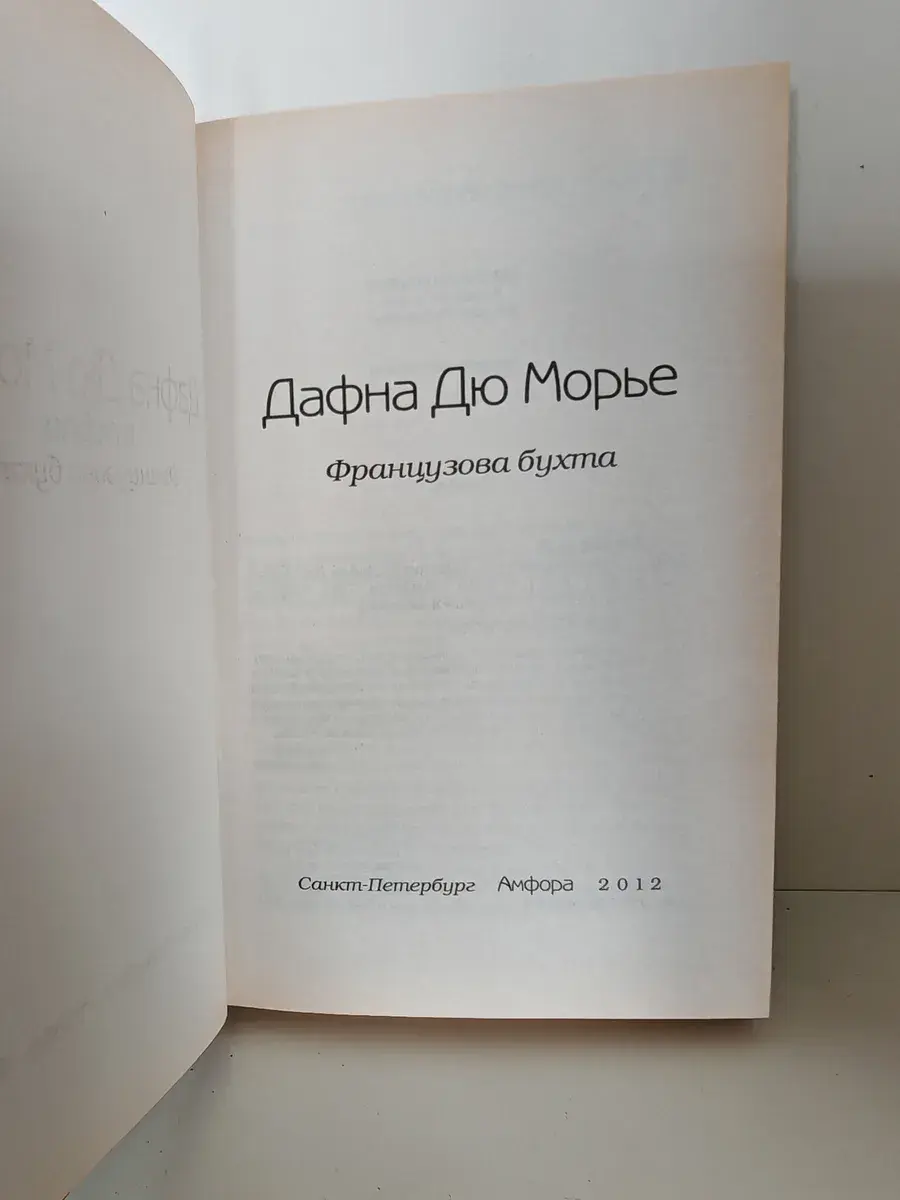 Дафна Дю Морье
Французова бухта
Санкт-Петербург Амфора 2012